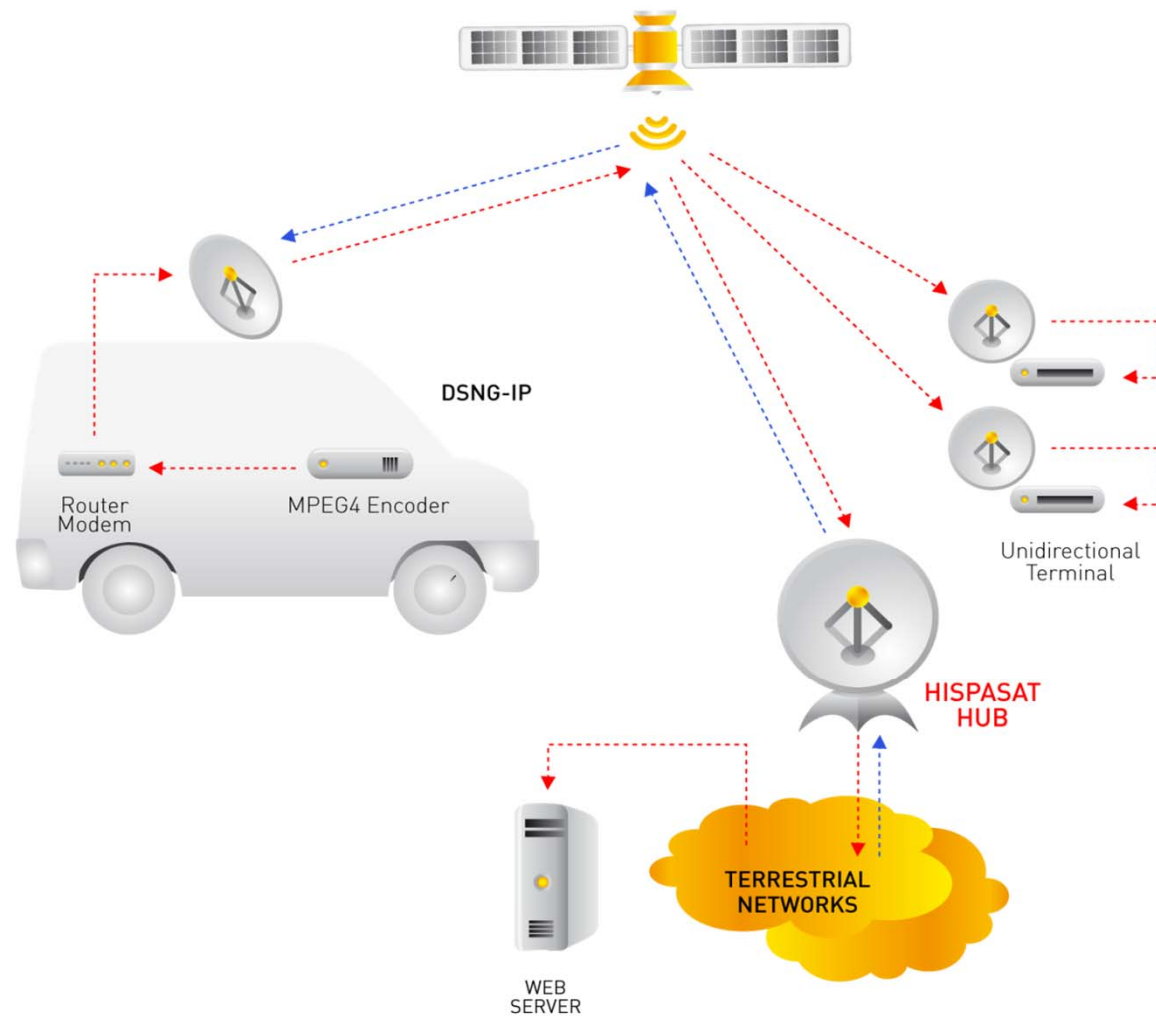 DSNG-IP
Router
Modem
MPEG4 Encoder
Unidirectional
Terminal
HISPASAT
HUB
TERRESTRIAL
NETWORKS
WEB
SERVER